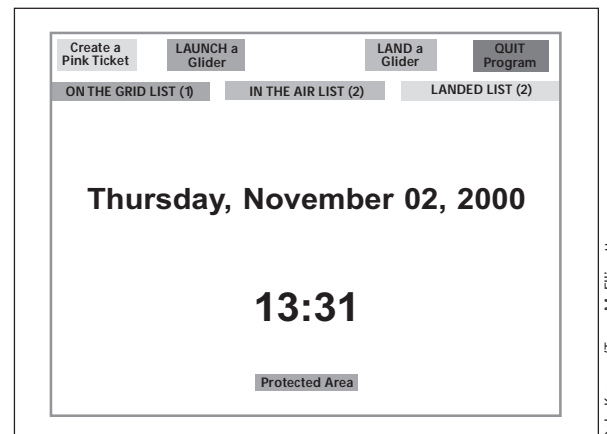 Create a
Pink Ticket
LAUNCH a
Glider
LAND a
Glider
QUIT
Program
ON THE GRID LIST (1)
IN THE AIR LIST (2)
LANDED LIST (2)
Thursday, November 02, 2000
13:31
Protected Area